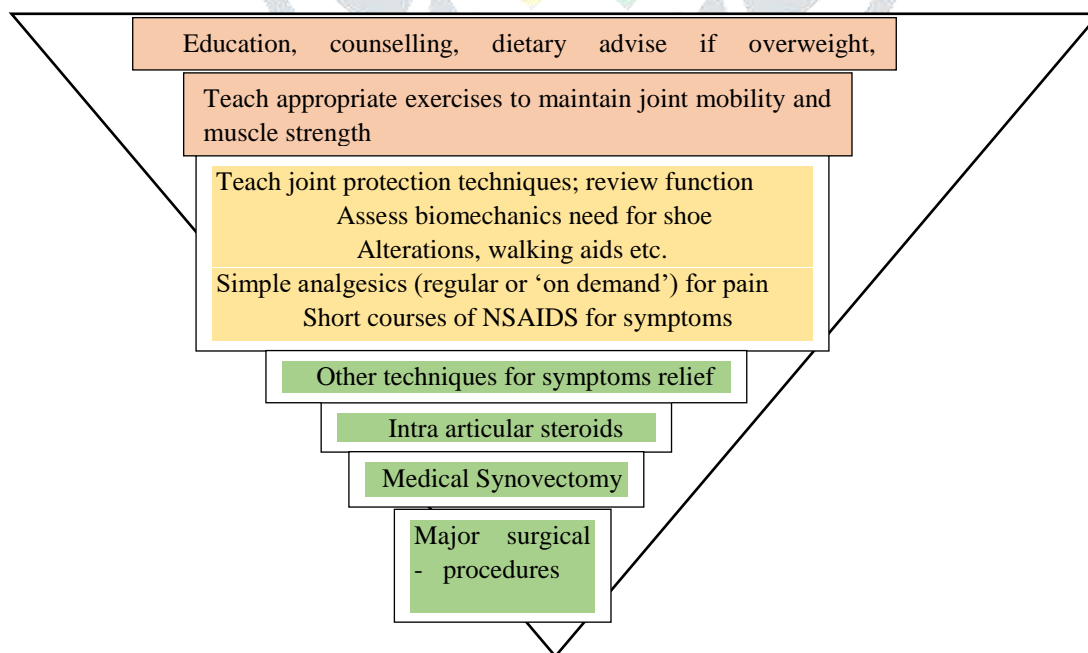 Education, counselling, dietary advise if overweight,
Teach appropriate exercises to maintain joint mobility and
muscle strength
Teach joint protection techniques; review function
Assess biomechanics need for shoe
Alterations, walking aids etc.
Simple analgesics (regular or ‘on demand’) for pain
Short courses of NSAIDS for symptoms
Other techniques for symptoms relief
Intra articular steroids
Medical Synovectomy
Major surgical
- procedures